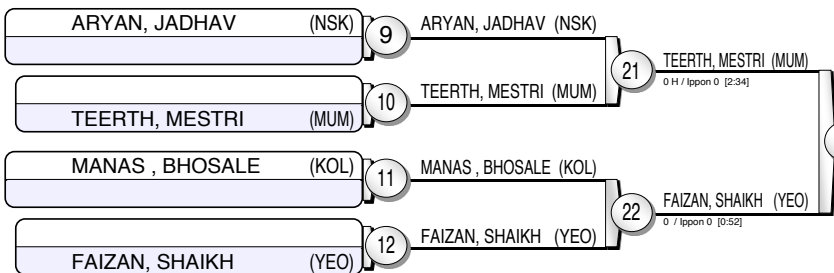 ARYAN, JADHAV (NSK)
9
ARYAN, JADHAV (NSK)
21
TEERTH, MESTRI (MUM)
0 H / Ippon 0 [2:34]
10
TEERTH, MESTRI (MUM)
TEERTH, MESTRI (MUM)
MANAS , BHOSALE (KOL)
11
MANAS , BHOSALE (KOL)
22
FAIZAN, SHAIKH (YEO)
0 / Ippon 0 [0:52]
12
FAIZAN, SHAIKH (YEO)
FAIZAN, SHAIKH (YEO)